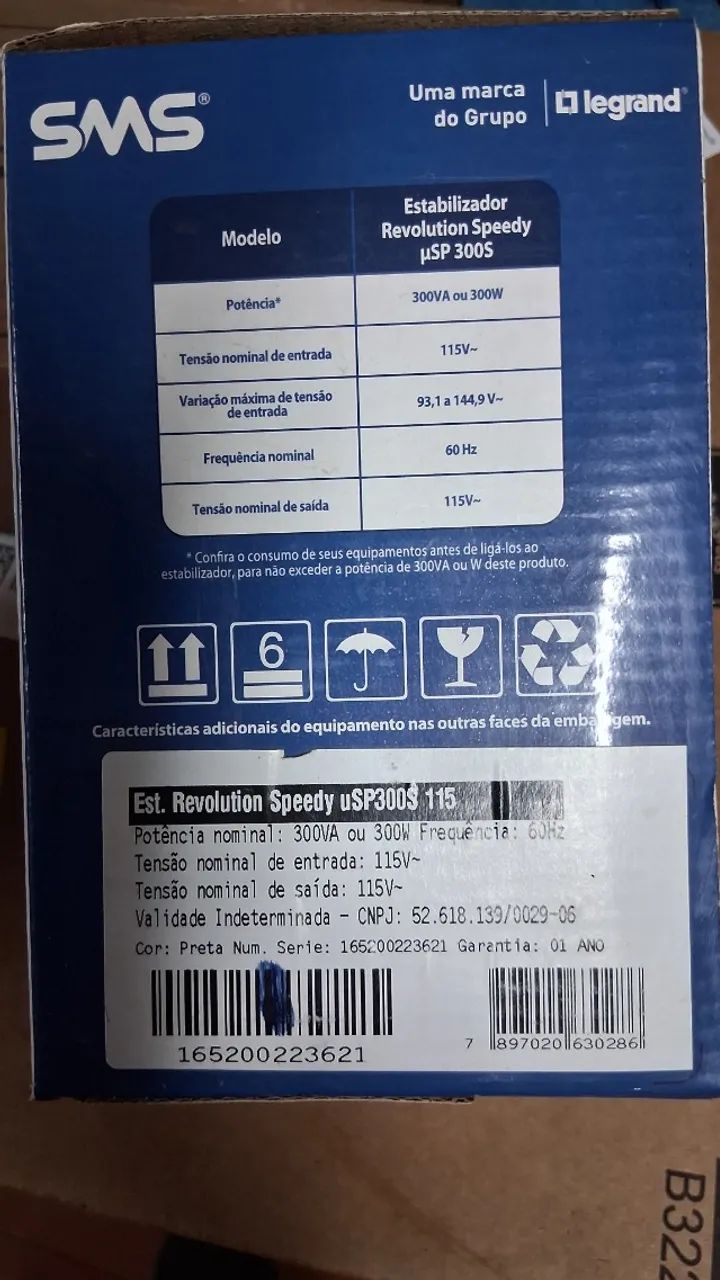 SMS®
Uma marca
do Grupo
legrand®
Modelo
Estabilizador
Revolution Speedy
µSP 300S
Potência*
300VA ou 300W
Tensão nominal de entrada
115V~
Variação máxima de tensão
de entrada
93,1 a 144,9 V~
Frequência nominal
60 Hz
Tensão nominal de saída
115V~
* Confira o consumo de seus equipamentos antes de ligá-los ao
estabilizador, para não exceder a potência de 300VA ou W deste produto.
6
Características adicionais do equipamento nas outras faces da embalagem.
Est. Revolution Speedy uSP300S 115
Potência nominal: 300VA ou 300W Frequência: 60Hz
Tensão nominal de entrada: 115V~
Tensão nominal de saída: 115V~
Validade Indeterminada - CNPJ: 52.618.139/0029-06
Cor: Preta Num. Serie: 165200223621 Garantia: 01 ANO
165200223621
7 897020 630286